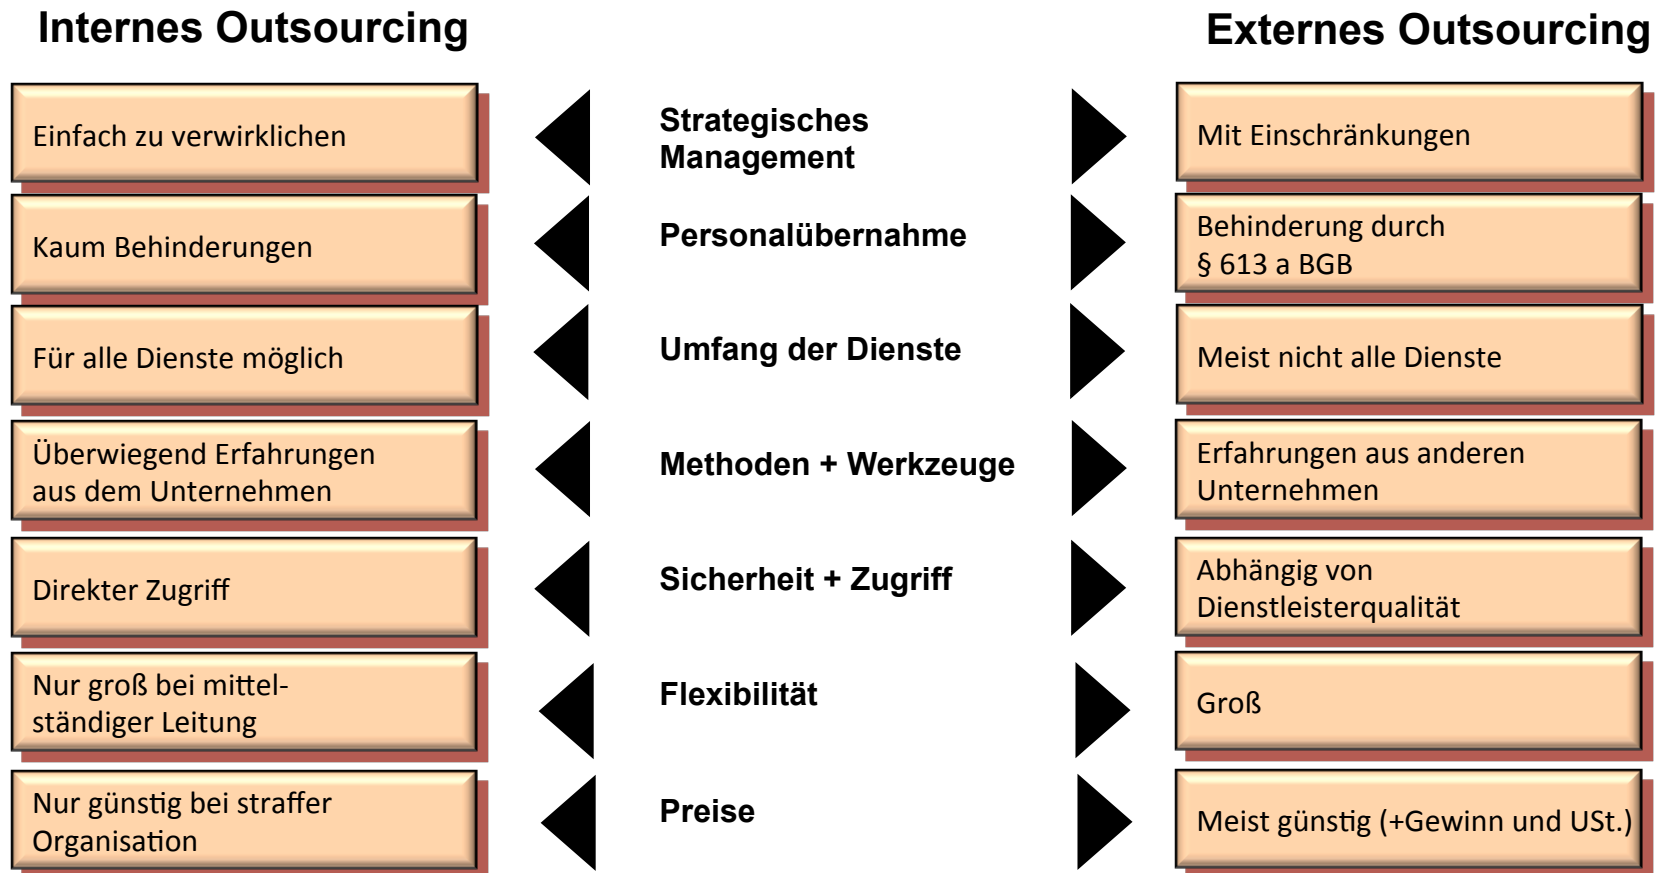 Internes Outsourcing
Externes Outsourcing
Einfach zu verwirklichen
Strategisches
Management
Mit Einschränkungen
Kaum Behinderungen
Personalübernahme
Behinderung durch
§ 613 a BGB
Für alle Dienste möglich
Umfang der Dienste
Meist nicht alle Dienste
Überwiegend Erfahrungen
aus dem Unternehmen
Methoden + Werkzeuge
Erfahrungen aus anderen
Unternehmen
Direkter Zugriff
Sicherheit + Zugriff
Abhängig von
Dienstleisterqualität
Nur groß bei mittel-
ständiger Leitung
Flexibilität
Groß
Nur günstig bei straffer
Organisation
Preise
Meist günstig (+Gewinn und USt.)